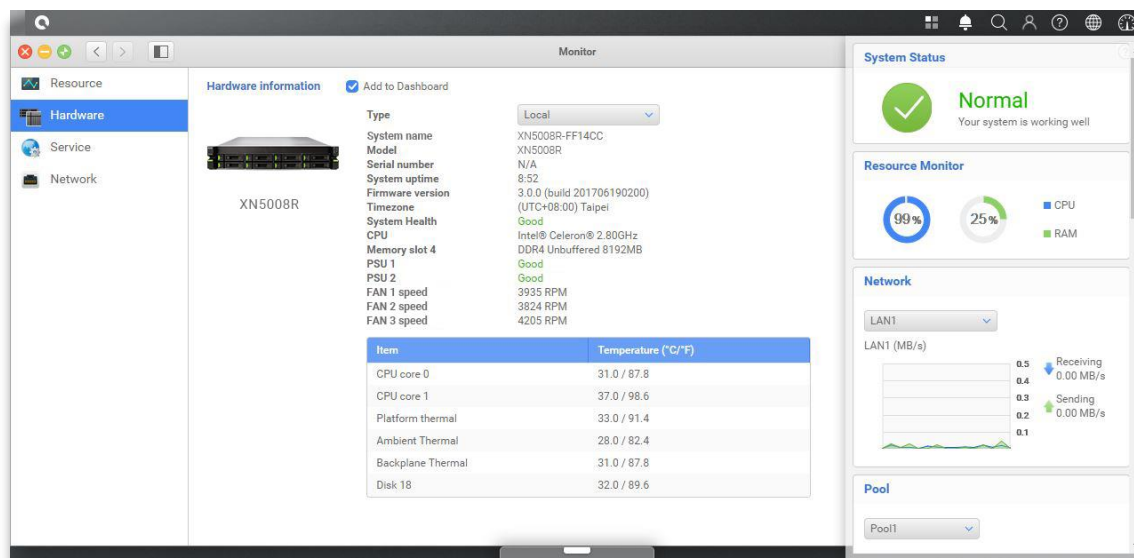 Monitor
Resource
Hardware
Service
Network
Hardware information
Add to Dashboard
XN5008R
Type Local
System name XN5008R-FF14CC
Model XN5008R
Serial number N/A
System uptime 8:52
Firmware version 3.0.0 (build 201706190200)
Timezone (UTC+08:00) Taipei
System Health Good
CPU Intel® Celeron® 2.80GHz
Memory slot 4 DDR4 Unbuffered 8192MB
PSU 1 Good
PSU 2 Good
FAN 1 speed 3935 RPM
FAN 2 speed 3824 RPM
FAN 3 speed 4205 RPM
Item Temperature (°C/°F)
CPU core 0 31.0 / 87.8
CPU core 1 37.0 / 98.6
Platform thermal 33.0 / 91.4
Ambient Thermal 28.0 / 82.4
Backplane Thermal 31.0 / 87.8
Disk 18 32.0 / 89.6
System Status
Normal
Your system is working well
Resource Monitor
99%
25%
CPU
RAM
Network
LAN1
LAN1 (MB/s)
0.5
0.4
0.3
0.2
0.1
Receiving
0.00 MB/s
Sending
0.00 MB/s
Pool
Pool1